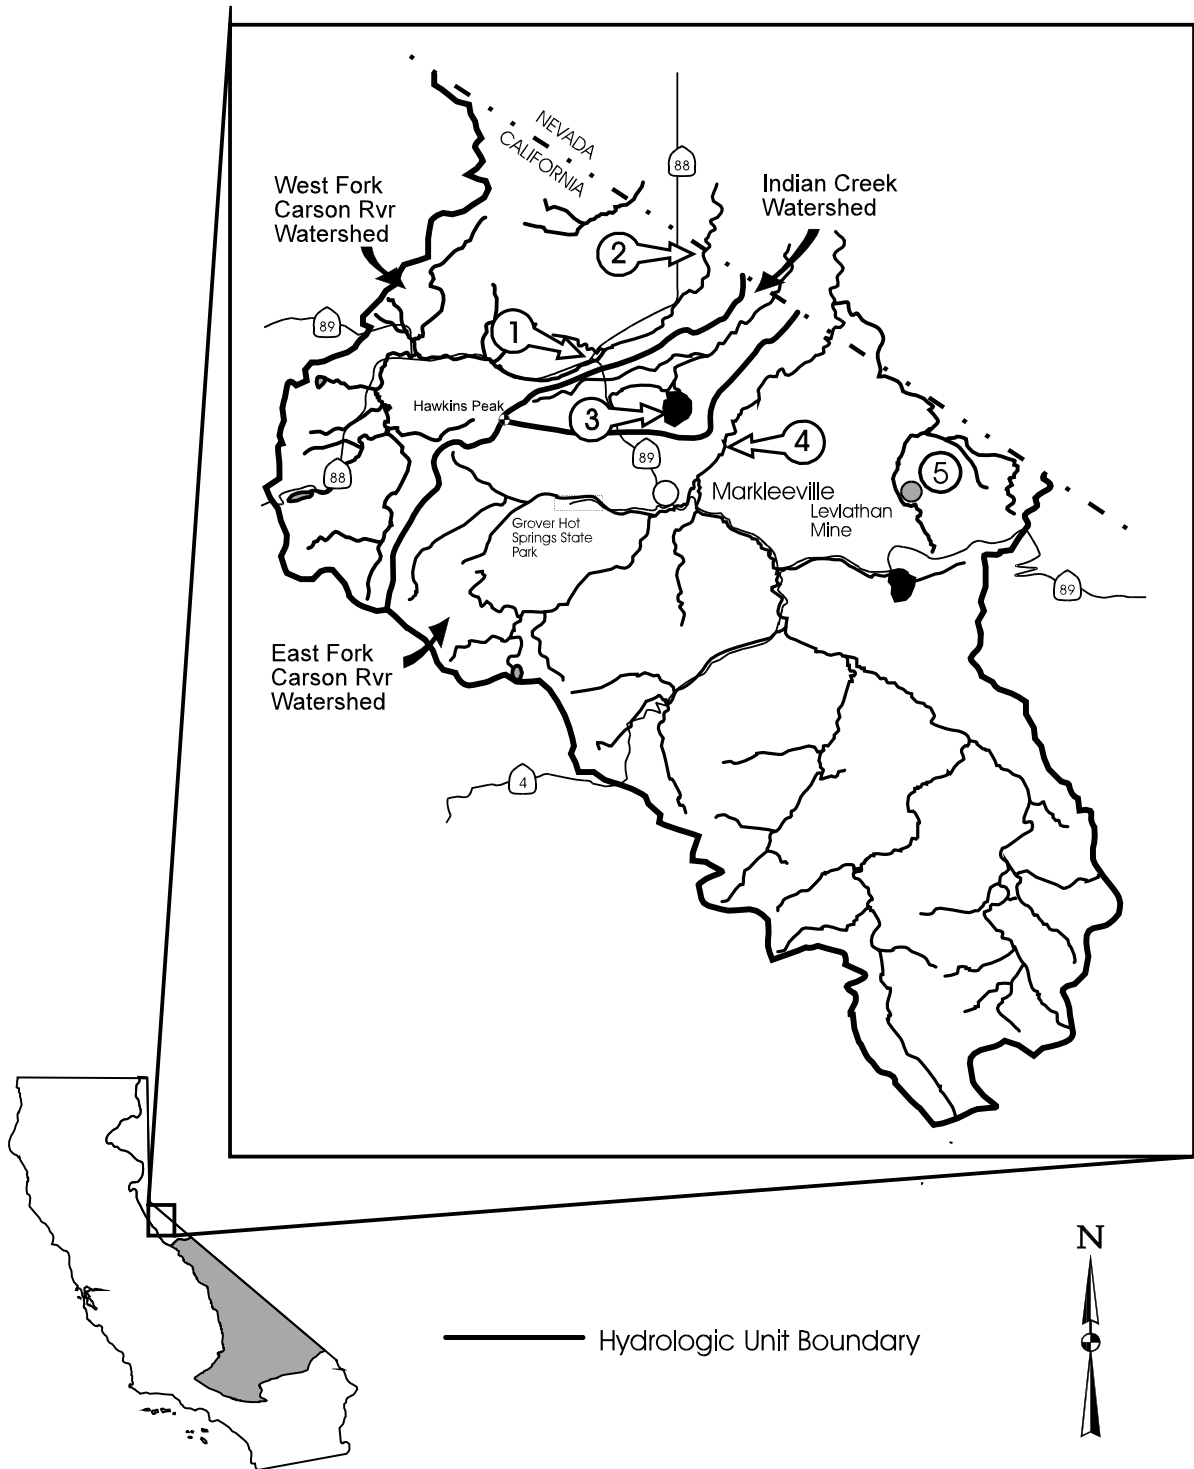 NEVADA
CALIFORNIA
88
West Fork
Carson Rvr
Watershed
Indian Creek
Watershed
2
89
1
Hawkins Peak
3
4
89
88
5
Markleeville
Levlathan
Mine
Grover Hot
Springs State
Park
89
East Fork
Carson Rvr
Watershed
4
N
Hydrologic Unit Boundary